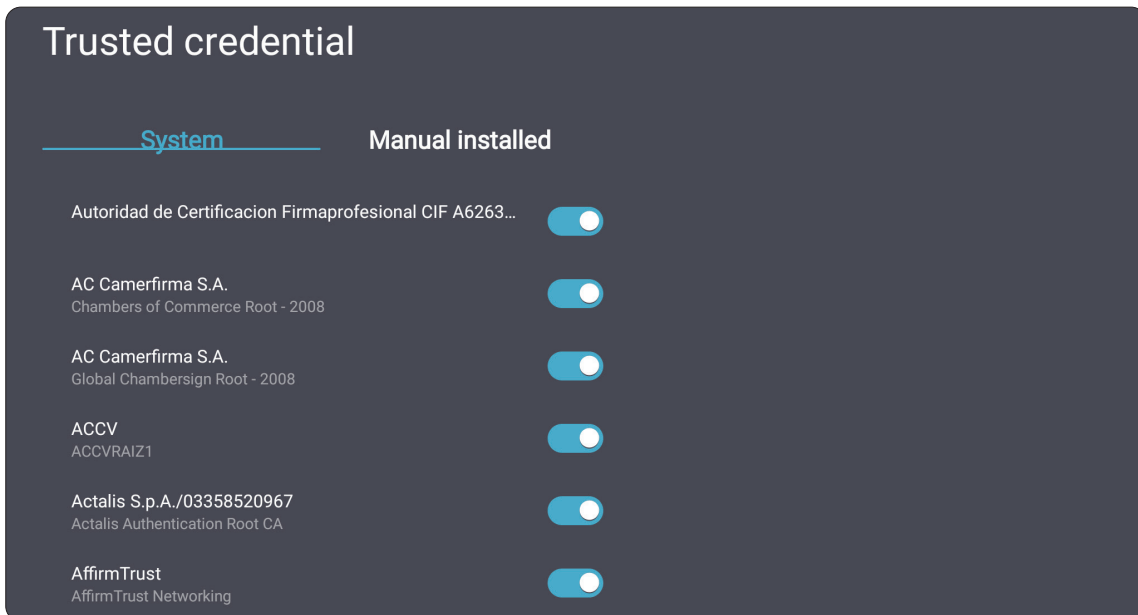 Trusted credential
System
Manual installed
Autoridad de Certificacion Firmaprofesional CIF A6263...
AC Camerfirma S.A.
Chambers of Commerce Root - 2008
AC Camerfirma S.A.
Global Chambersign Root - 2008
ACCV
ACCVRAIZ1
Actalis S.p.A./03358520967
Actalis Authentication Root CA
AffirmTrust
AffirmTrust Networking